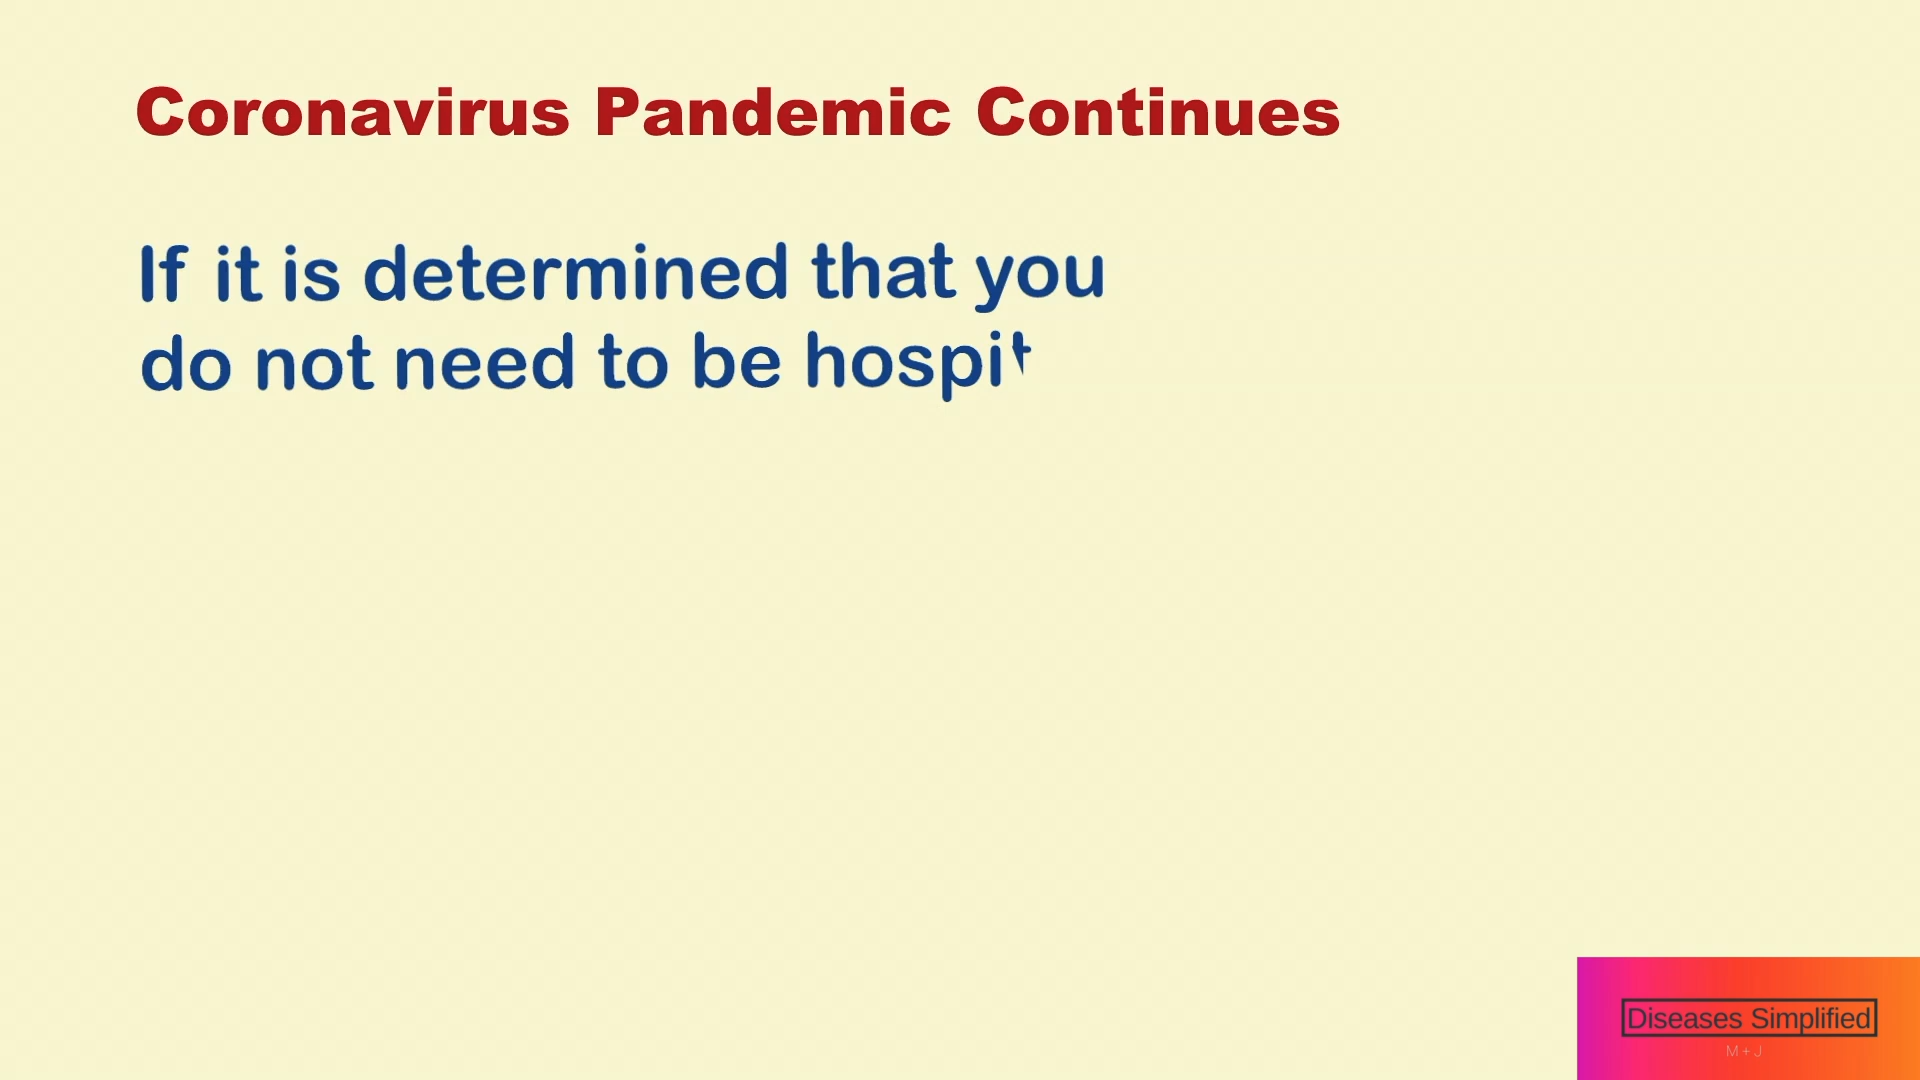 Coronavirus Pandemic Continues
If it is determined that you
do not need to be hospit
Diseases Simplified
M + J